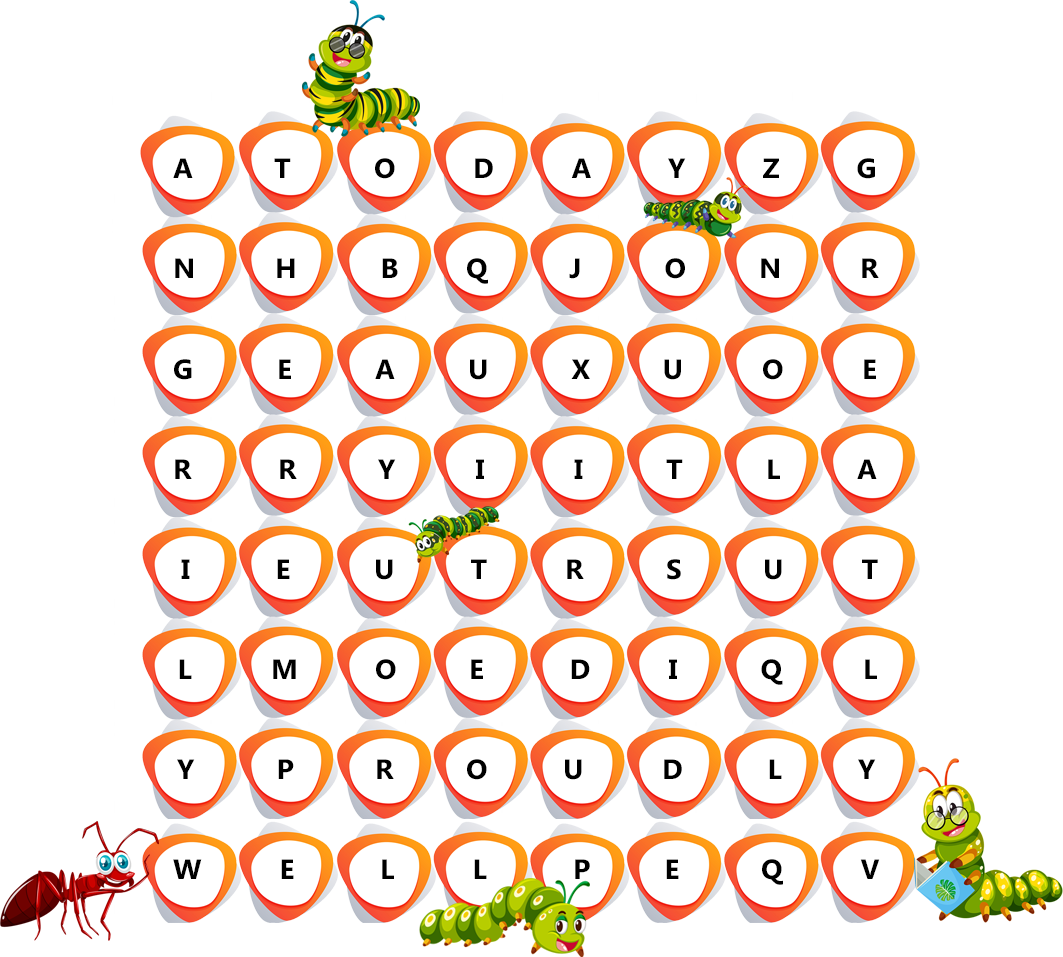 A T O D A Y Z G
N H B Q J O N R
G E A U X U O E
R R Y I I T L A
I E U T R S U T
L M O E D I Q L
Y P R O U D L Y
W E L L P E Q V